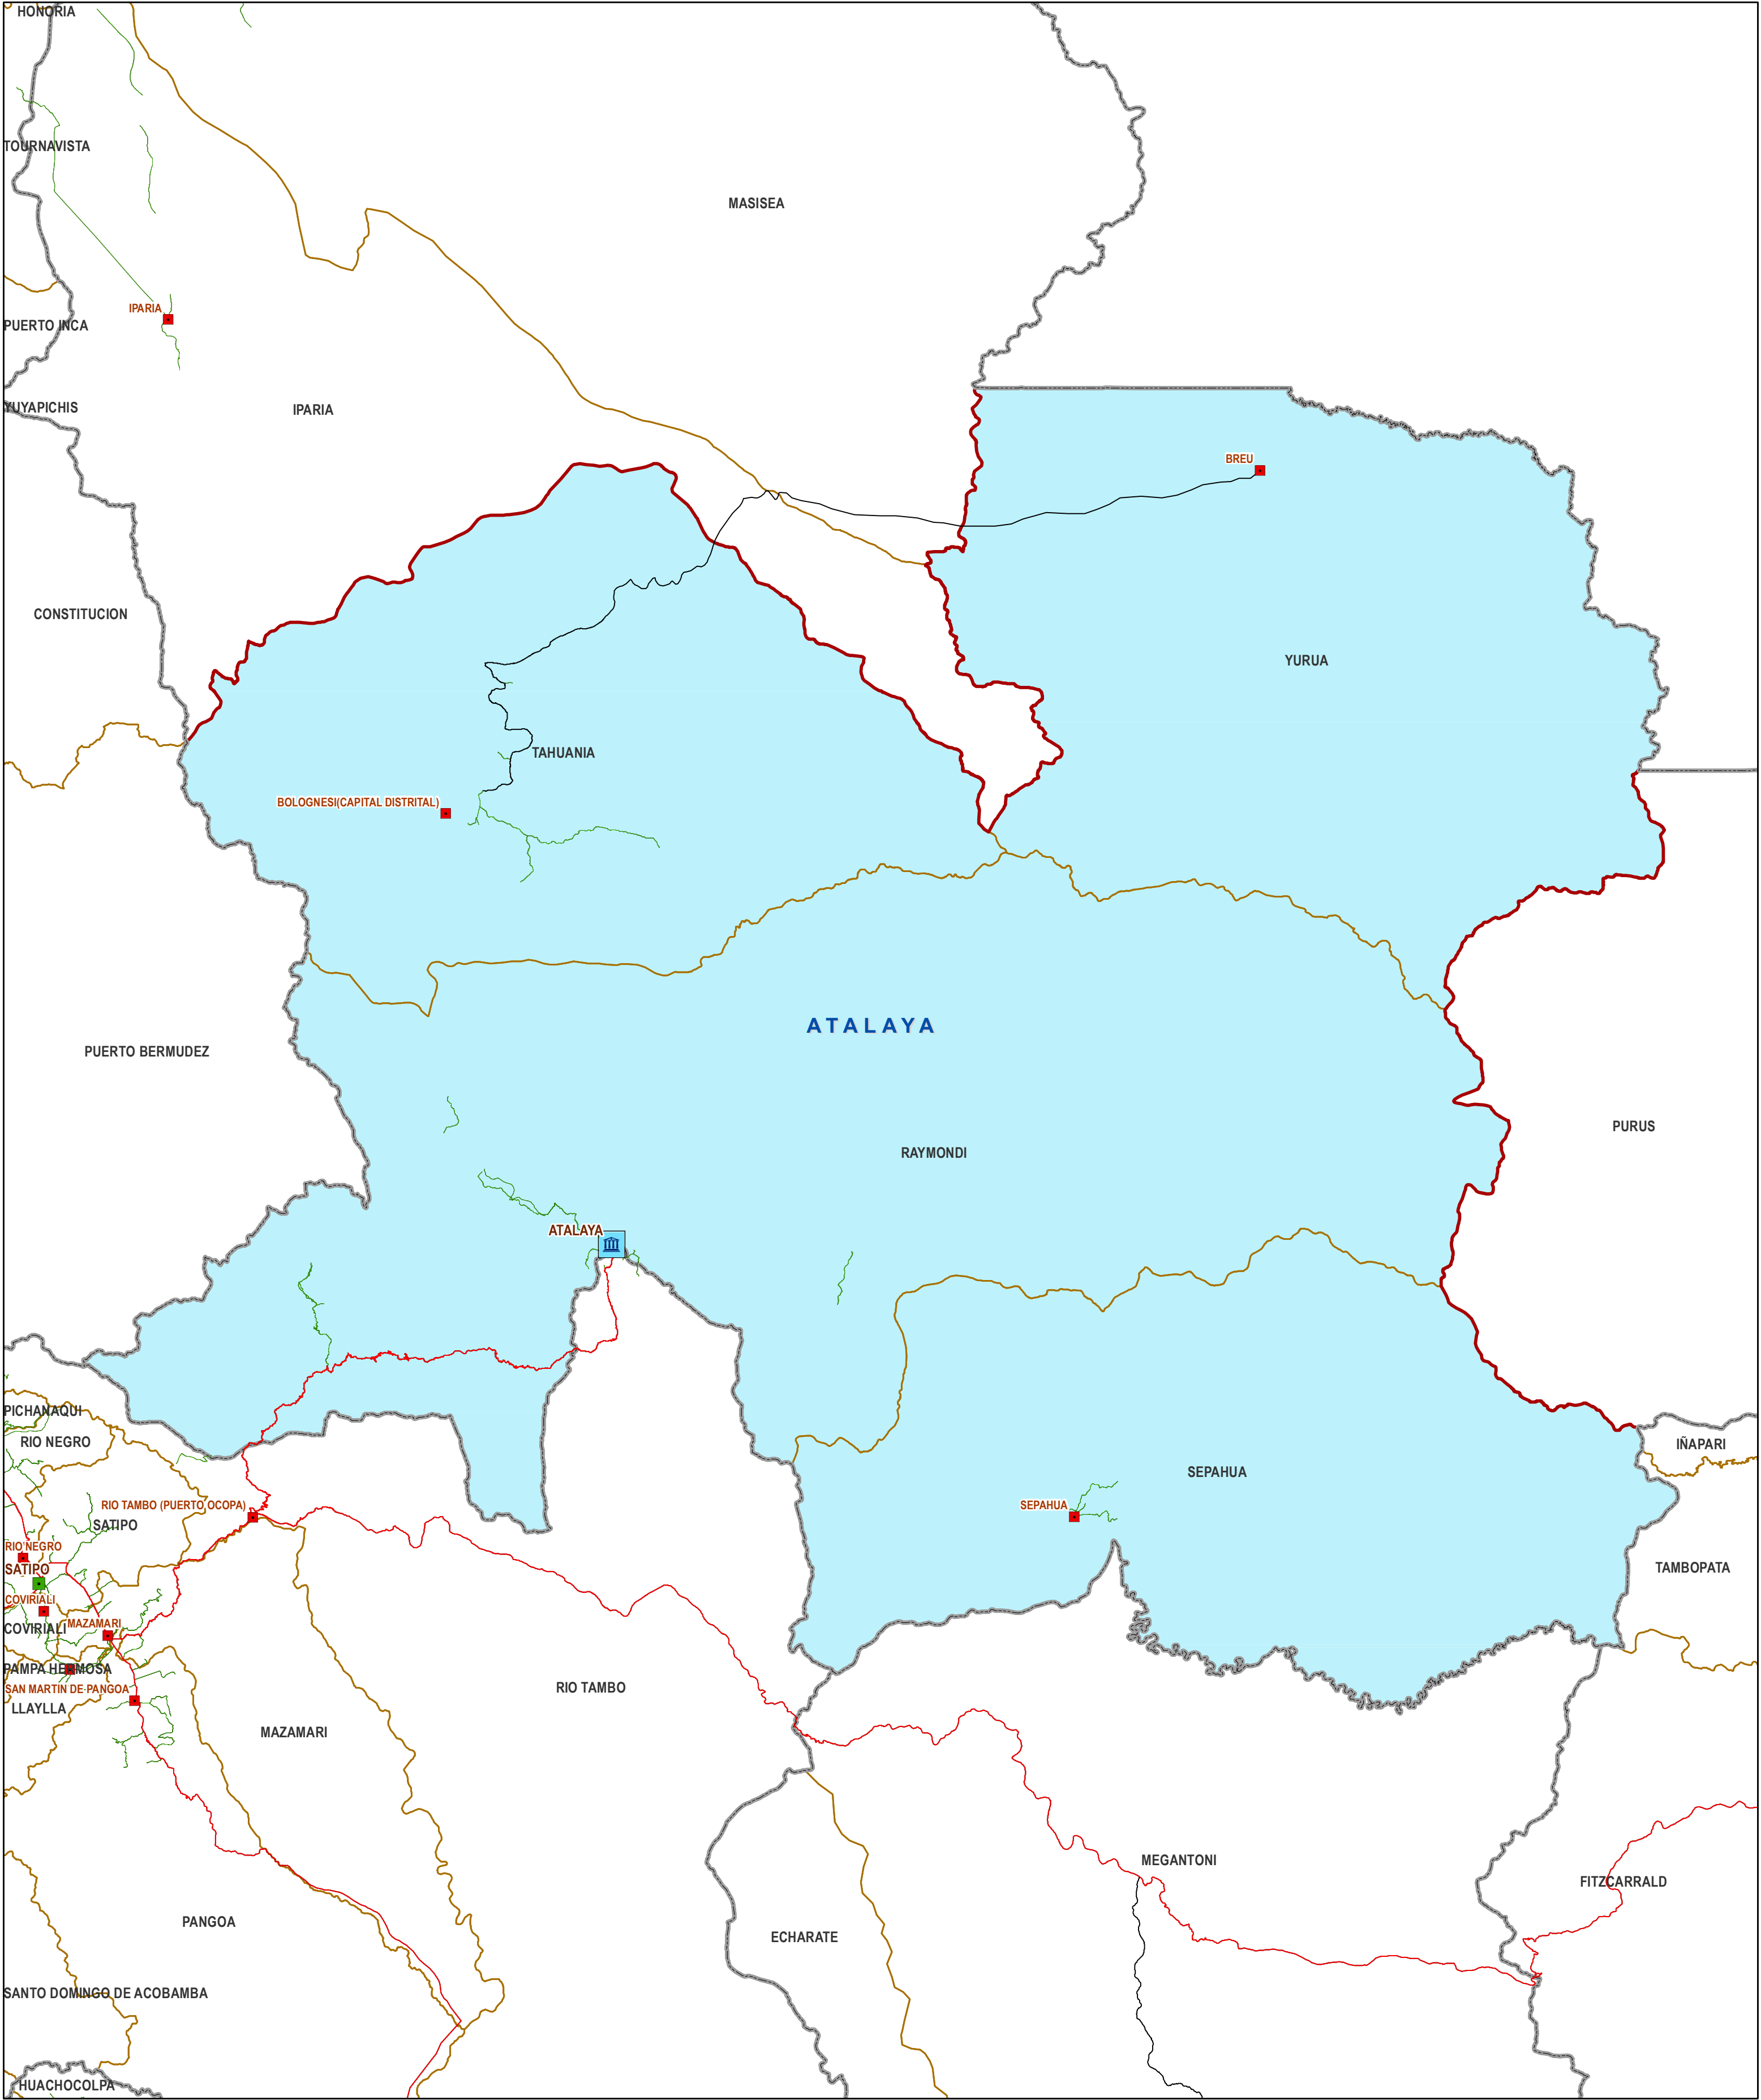 HONORIA
TOURNAVISTA
MASISEA
IPARIA
PUERTO INCA
YUYAPICHIS
IPARIA
BREU
CONSTITUCION
YURUA
TAHUANIA
BOLOGNESI(CAPITAL DISTRITAL)
ATALAYA
PUERTO BERMUDEZ
PURUS
RAYMONDI
ATALAYA
PICHANAQUI
RIO NEGRO
IÑAPARI
SEPAHUA
RIO TAMBO (PUERTO OCOPA)
SEPAHUA
SATIPO
RIO NEGRO
SATIPO
TAMBOPATA
COVIRIALI
MAZAMARI
COVIRIALI
PAMPA HERMOSA
SAN MARTIN DE PANGOA
RIO TAMBO
LLAYLLA
MAZAMARI
MEGANTONI
FITZCARRALD
PANGOA
ECHARATE
SANTO DOMINGO DE ACOBAMBA
HUACHOCOLPA